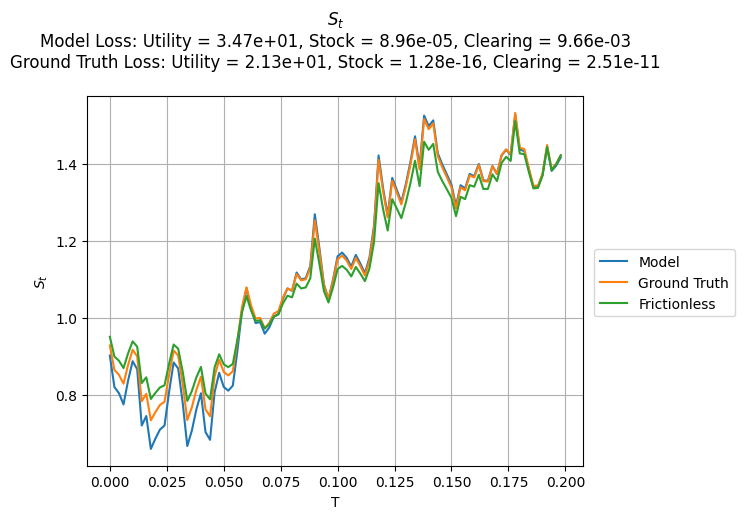 S_t
Model Loss: Utility = 3.47e+01, Stock = 8.96e-05, Clearing = 9.66e-03
Ground Truth Loss: Utility = 2.13e+01, Stock = 1.28e-16, Clearing = 2.51e-11
1.4
1.2
1.0
0.8
s_t
Model
Ground Truth
Frictionless
0.000 0.025 0.050 0.075 0.100 0.125 0.150 0.175 0.200
T